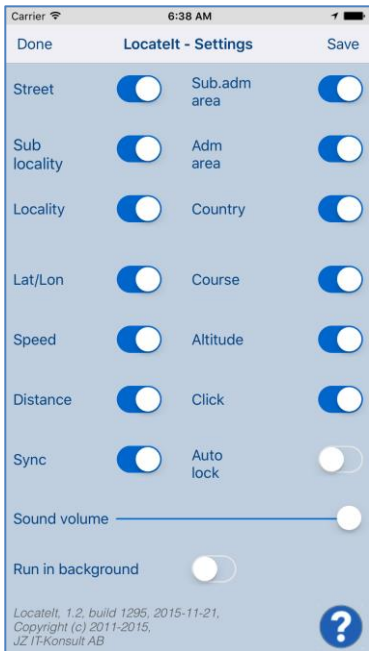 Carrier 6:38 AM
Done LocateIt - Settings Save
Street Sub.adm
area
Sub
locality Adm
area
Locality Country
Lat/Lon Course
Speed Altitude
Distance Click
Sync Auto
lock
Sound volume
Run in background
LocateIt, 1.2, build 1295, 2015-11-21,
Copyright (c) 2011-2015,
JZ IT-Konsult AB
?